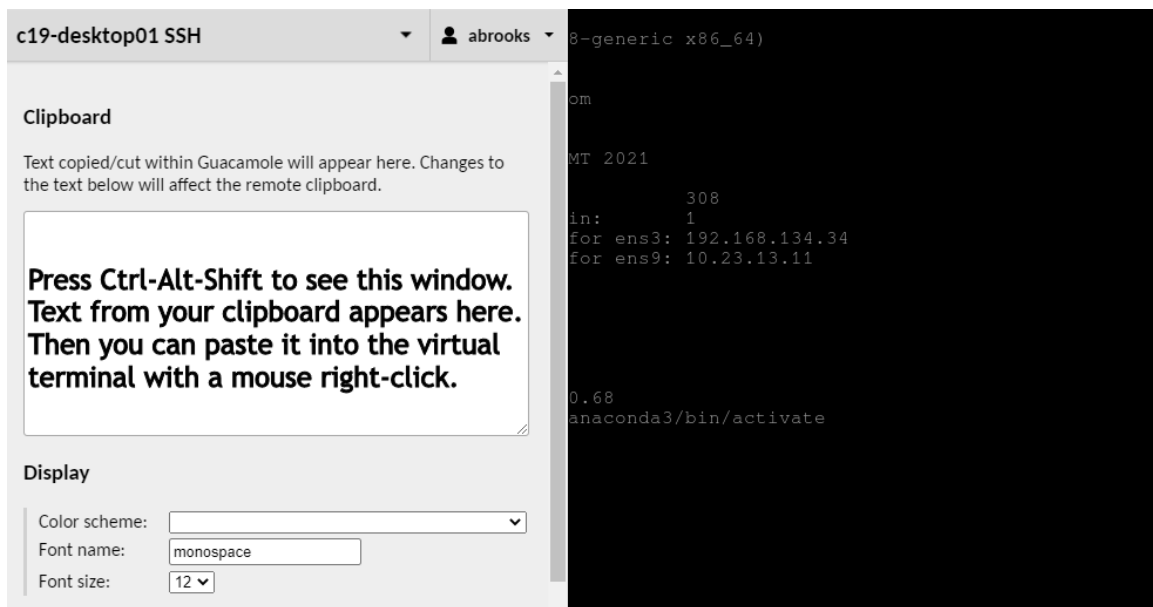 c19-desktop01 SSH
abrooks
Clipboard
Text copied/cut within Guacamole will appear here. Changes to
the text below will affect the remote clipboard.
Press Ctrl-Alt-Shift to see this window.
Text from your clipboard appears here.
Then you can paste it into the virtual
terminal with a mouse right-click.
Display
Color scheme:
Font name: monospace
Font size: 12
8-generic x86_64)
om
MT 2021
308
in: 1
for ens3: 192.168.134.34
for ens9: 10.23.13.11
0.68
anaconda3/bin/activate